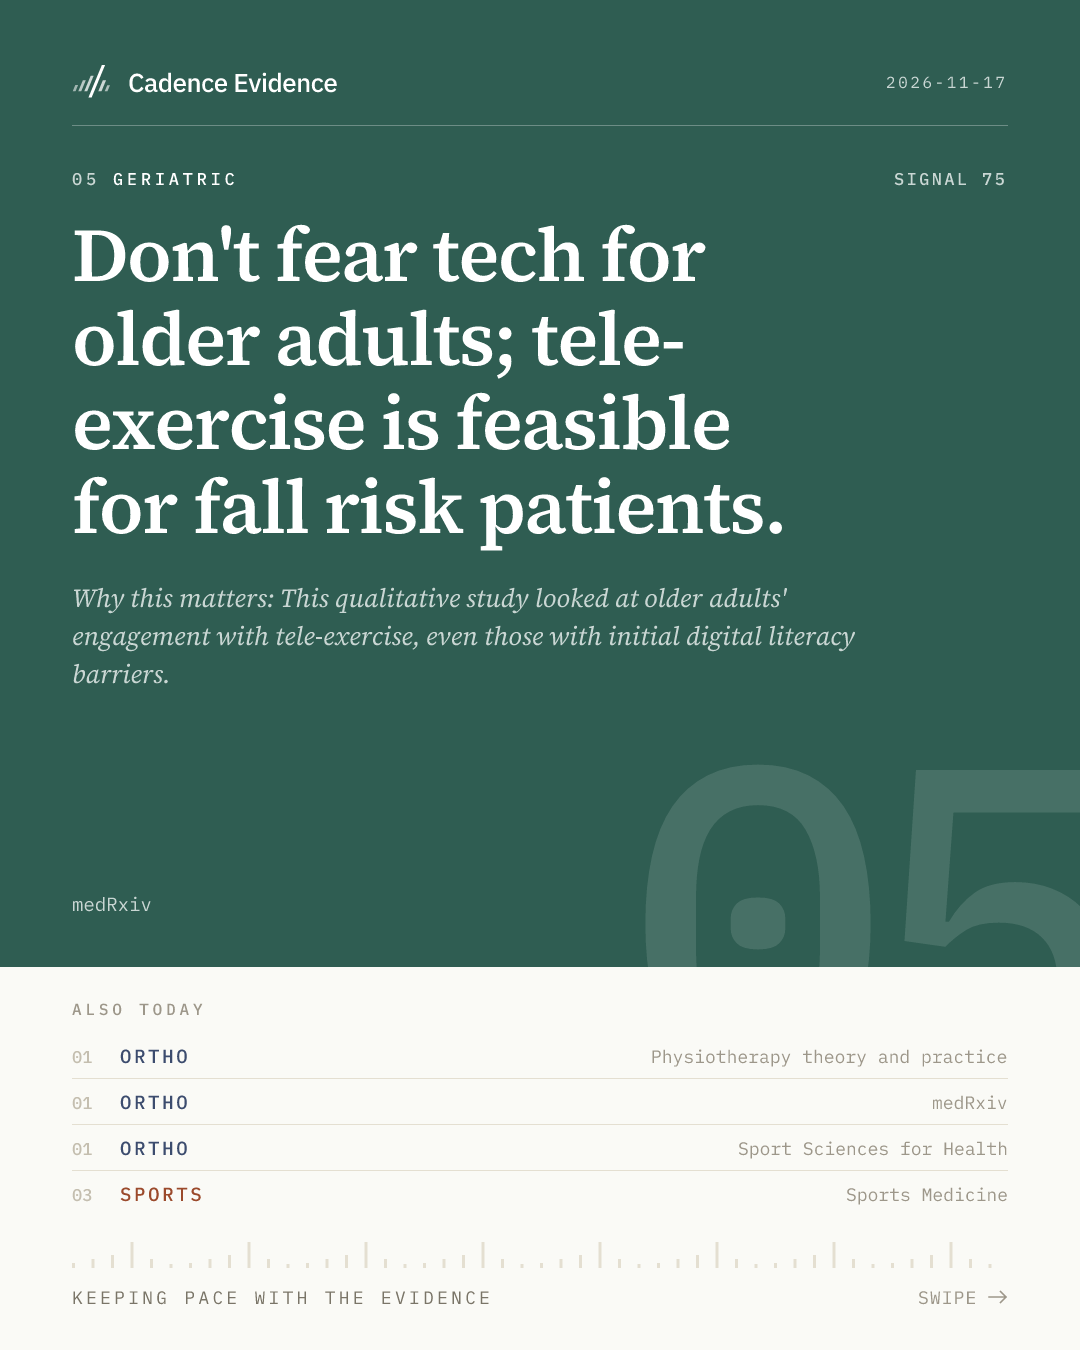 Cadence Evidence
2026-11-17
05 GERIATRIC
SIGNAL 75
Don't fear tech for
older adults; tele-
exercise is feasible
for fall risk patients.
Why this matters: This qualitative study looked at older adults'
engagement with tele-exercise, even those with initial digital literacy
barriers.
05
medRxiv
ALSO TODAY
01 ORTHO Physiotherapy theory and practice
01 ORTHO medRxiv
01 ORTHO Sport Sciences for Health
03 SPORTS Sports Medicine
KEEPING PACE WITH THE EVIDENCE
SWIPE →